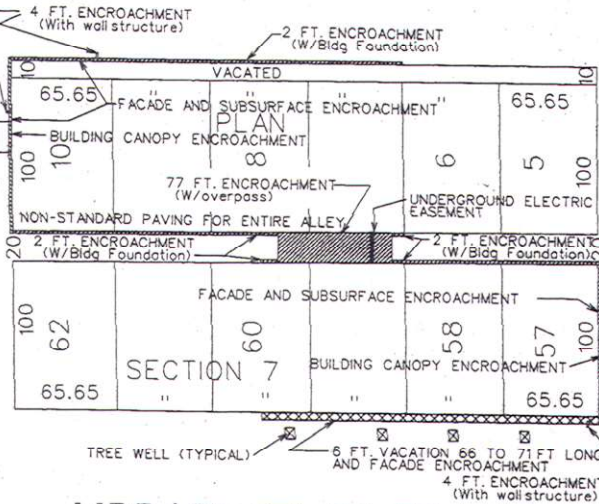 4 FT. ENCROACHMENT
(With wall structure)
2 FT. ENCROACHMENT
(W/Bldg Foundation)
10
VACATED
10
65.65
"
"
"
65.65
FACADE AND SUBSURFACE ENCROACHMENT
PLAN
BUILDING CANOPY ENCROACHMENT
100
10
8
6
5
100
77 FT. ENCROACHMENT
(W/overpass)
UNDERGROUND ELECTRIC
EASEMENT
NON-STANDARD PAVING FOR ENTIRE ALLEY
20
2 FT. ENCROACHMENT
(W/Bldg Foundation)
2 FT. ENCROACHMENT
(W/Bldg Foundation)
FACADE AND SUBSURFACE ENCROACHMENT
100
62
60
58
57
100
BUILDING CANOPY ENCROACHMENT
SECTION 7
65.65
"
"
"
65.65
TREE WELL (TYPICAL)
6 FT. VACATION 66 TO 71 FT LONG
AND FACADE ENCROACHMENT
4 FT. ENCROACHMENT
(With wall structure)